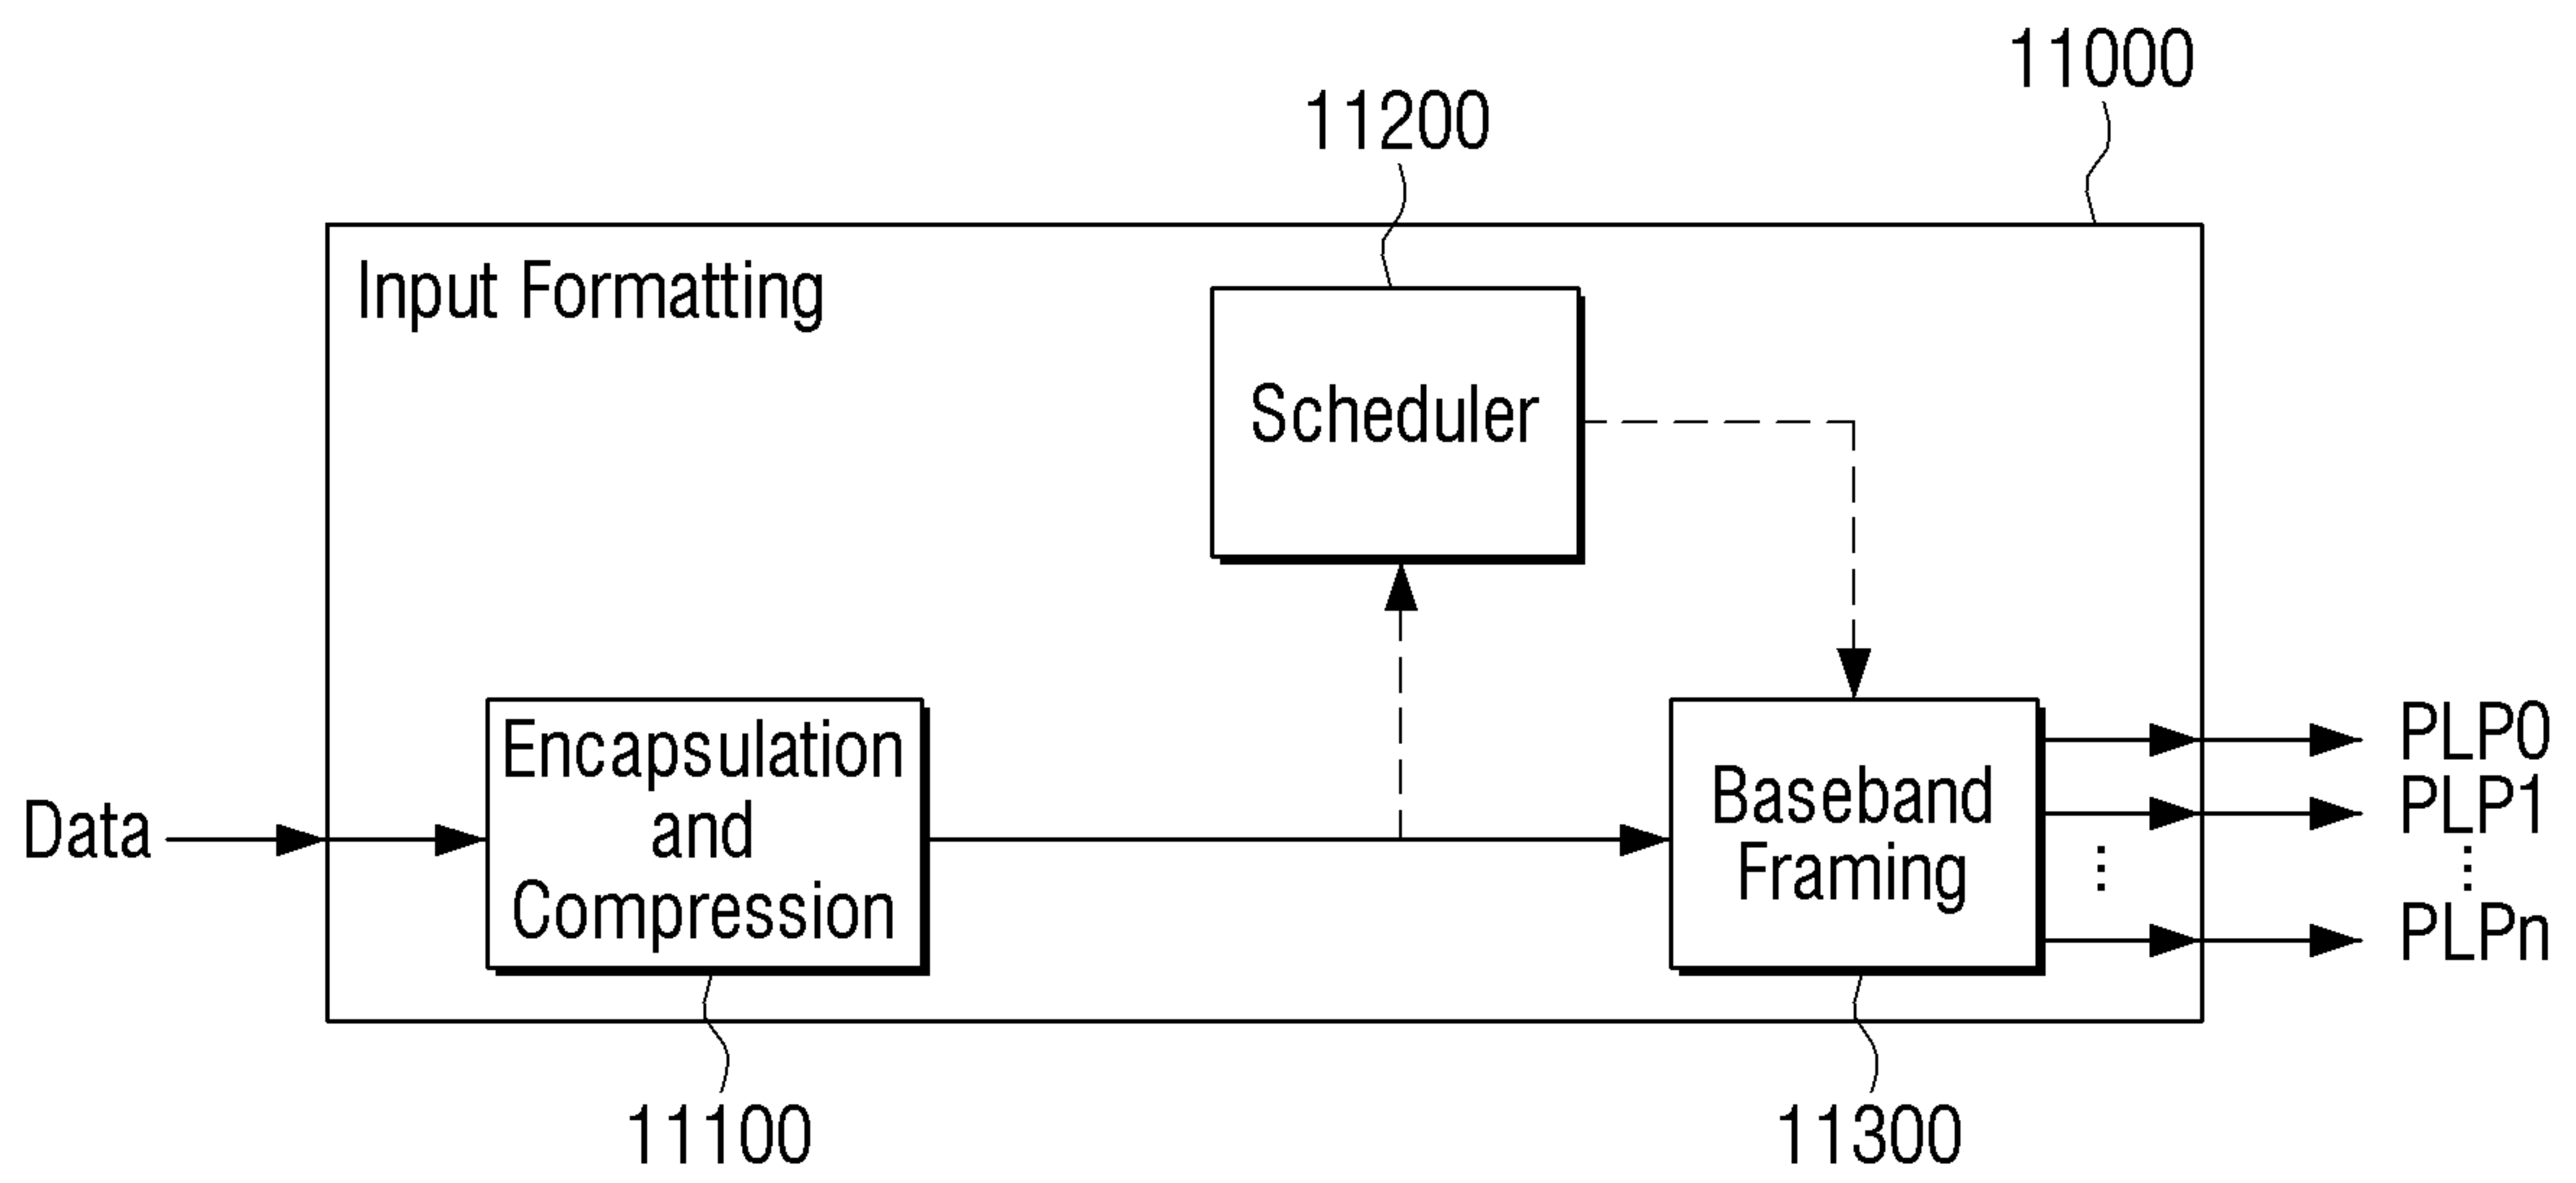 11000
11200
Input Formatting
Scheduler
Encapsulation
and
Compression
Data
Baseband
Framing
PLP0
PLP1
PLPn
11100
11300